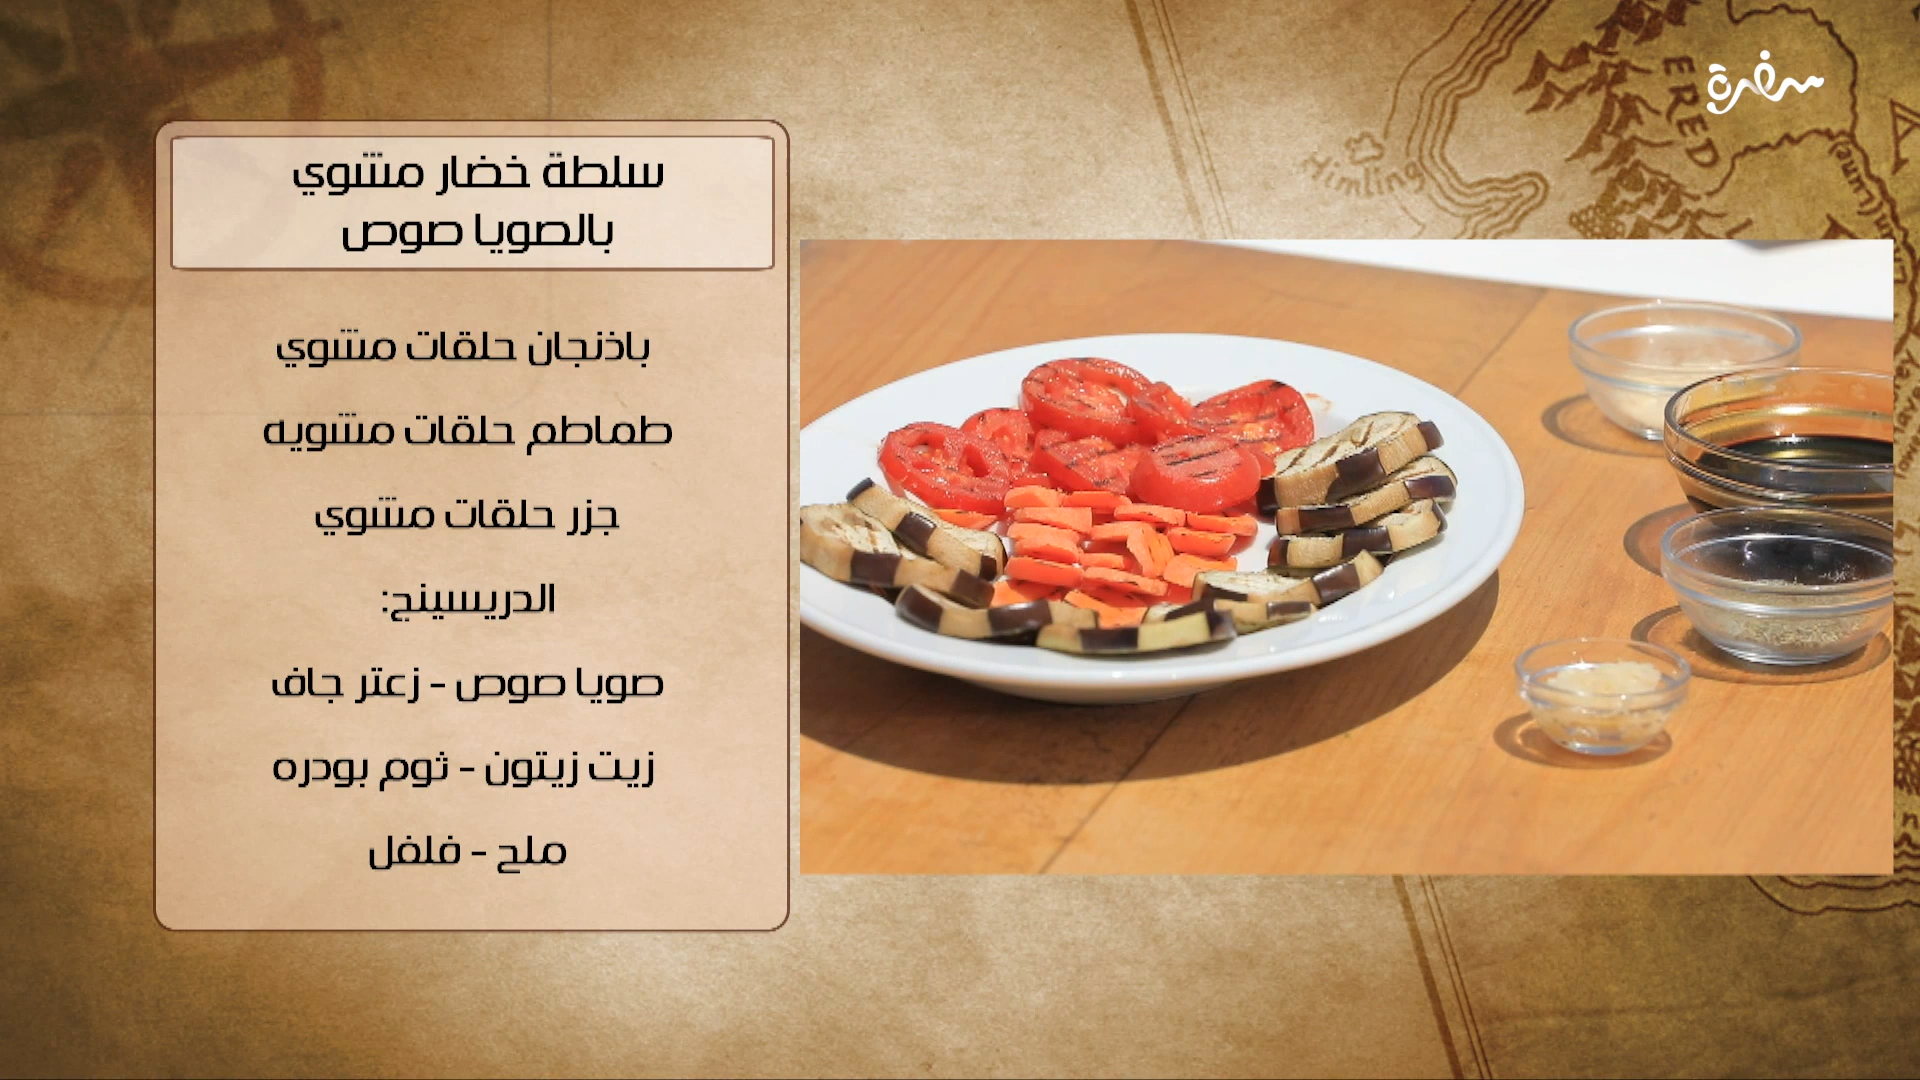 سفرة
سلطة خضار مشوي
بالصويا صوص
باذنجان حلقات مشوي
طماطم حلقات مشويه
جزر حلقات مشوي
الدريسينج:
صويا صوص - زعتر جاف
زيت زيتون - ثوم بودره
ملح - فلفل
ERED
Himling